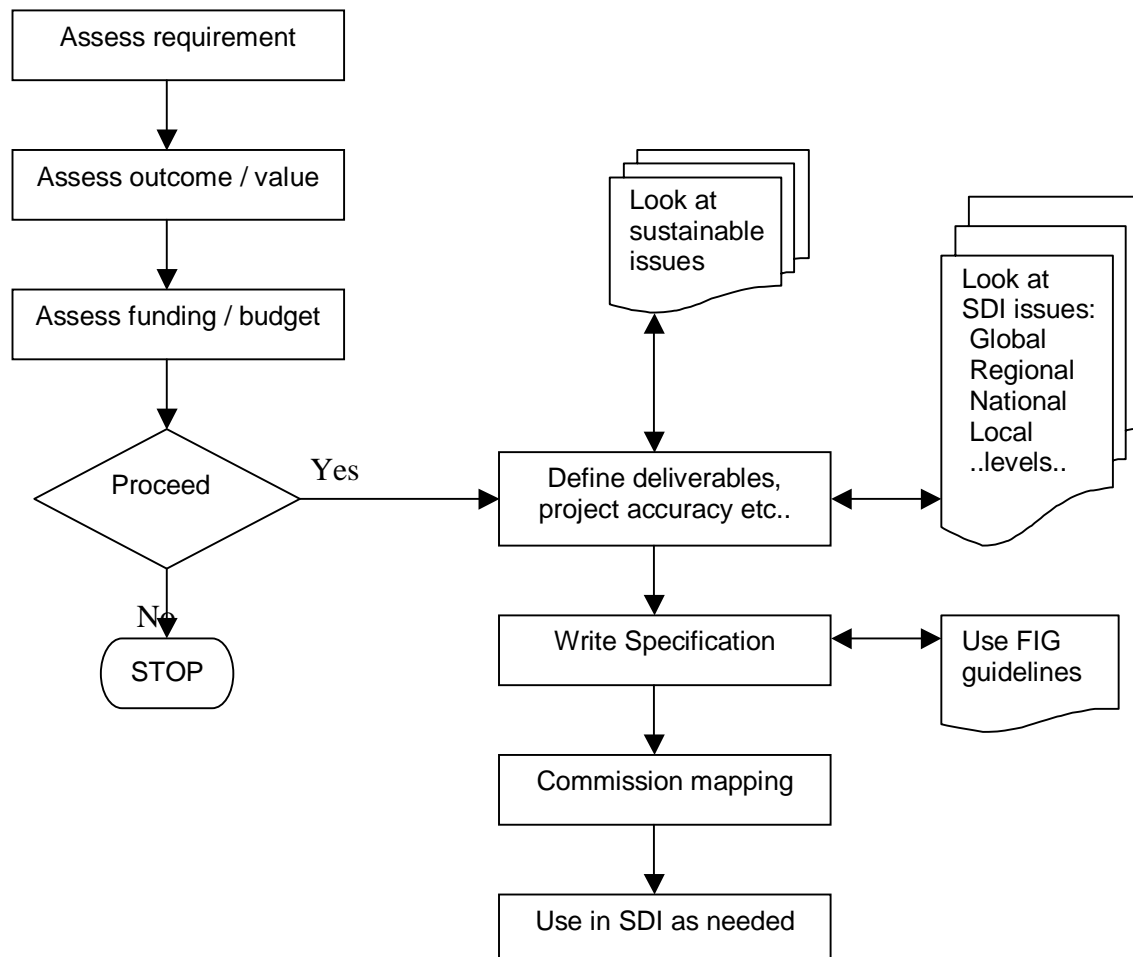 Assess requirement
Assess outcome / value
Assess funding / budget
Proceed
Yes
No
STOP
Look at
sustainable
issues
Look at
SDI issues:
Global
Regional
National
Local
..levels..
Define deliverables,
project accuracy etc..
Write Specification
Use FIG
guidelines
Commission mapping
Use in SDI as needed